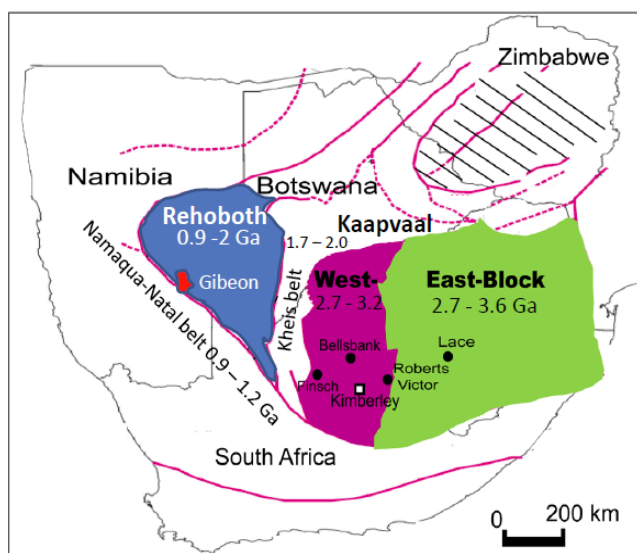 Zimbabwe
Namibia
Botswana
Rehoboth
0.9 -2 Ga
Kaapvaal
1.7 – 2.0
West-
2.7 - 3.2
East-Block
2.7 - 3.6 Ga
Gibeon
Kheis belt
Namaqua-Natal belt 0.9 – 1.2 Ga
Lace
Bellsbank
Roberts
Victor
Finsch
Kimberley
South Africa
0
200 km